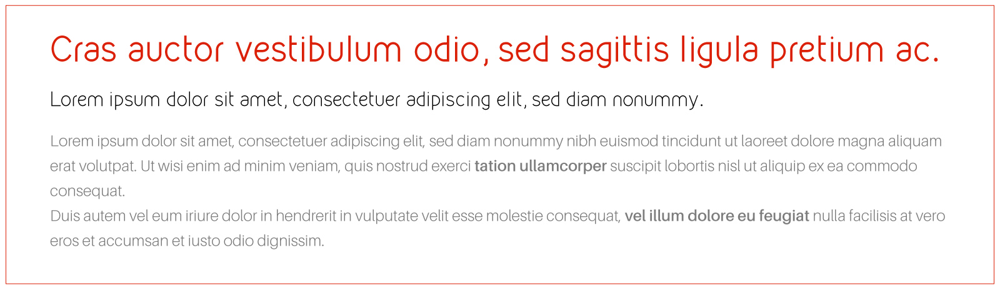 Cras auctor vestibulum odio, sed sagittis ligula pretium ac.
Lorem ipsum dolor sit amet, consectetuer adipiscing elit, sed diam nonummy.
Lorem ipsum dolor sit amet, consectetuer adipiscing elit, sed diam nonummy nibh euismod tincidunt ut laoreet dolore magna aliquam
erat volutpat. Ut wisi enim ad minim veniam, quis nostrud exerci tation ullamcorper suscipit lobortis nisl ut aliquip ex ea commodo
consequat.
Duis autem vel eum iriure dolor in hendrerit in vulputate velit esse molestie consequat, vel illum dolore eu feugiat nulla facilisis at vero
eros et accumsan et iusto odio dignissim.